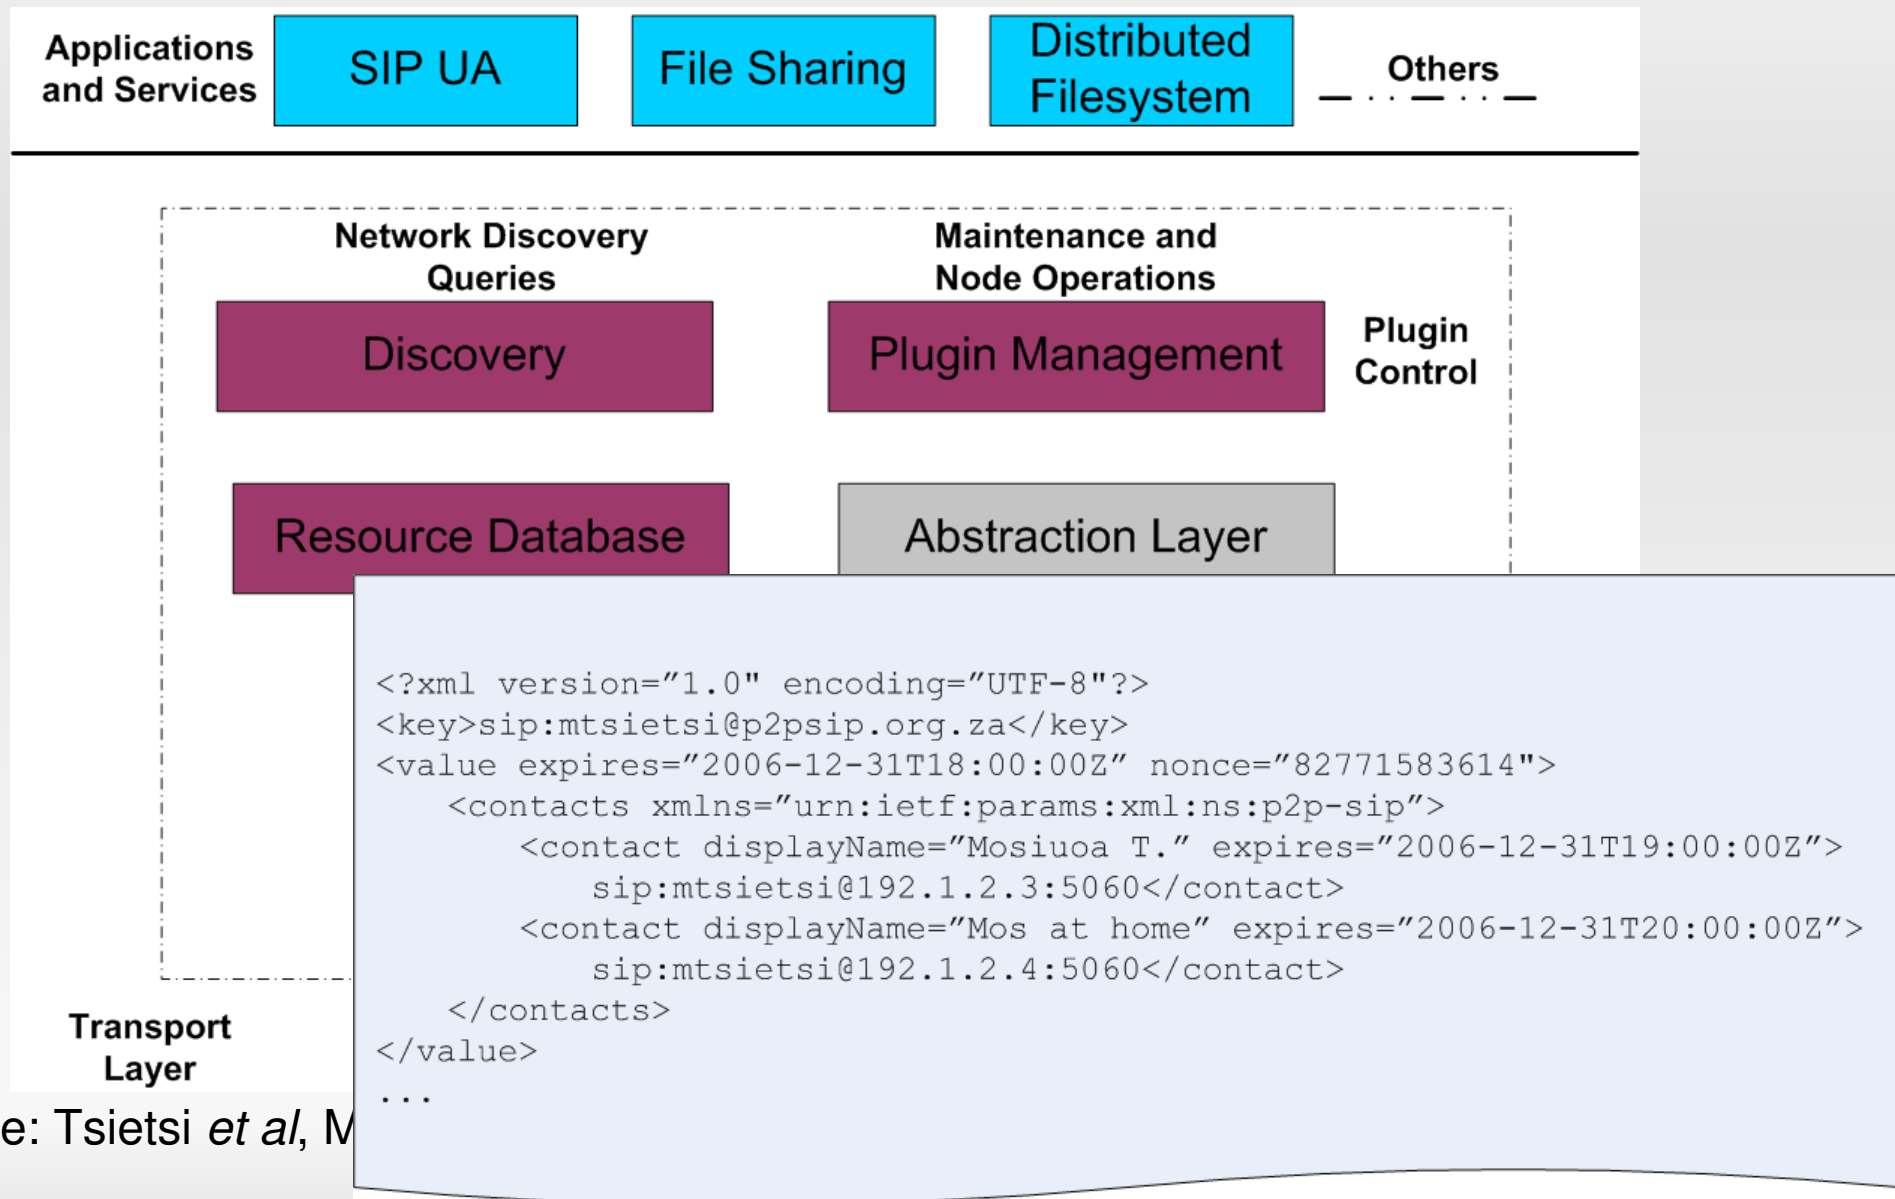 Applications
and Services
SIP UA
File Sharing
Distributed
Filesystem
Others
Network Discovery
Queries
Maintenance and
Node Operations
Discovery
Plugin Management
Plugin
Control
Resource Database
Abstraction Layer
<?xml version=”1.0" encoding=”UTF-8"?>
<key>sip:mtsietsi@p2psip.org.za</key>
<value expires=”2006-12-31T18:00:00Z” nonce=”82771583614">
<contacts xmlns=”urn:ietf:params:xml:ns:p2p-sip”>
<contact displayName=”Mosiuoa T.” expires=”2006-12-31T19:00:00Z”>
sip:mtsietsi@192.1.2.3:5060</contact>
<contact displayName=”Mos at home” expires=”2006-12-31T20:00:00Z”>
sip:mtsietsi@192.1.2.4:5060</contact>
</contacts>
</value>
...
Transport
Layer
e: Tsietsi et al, M